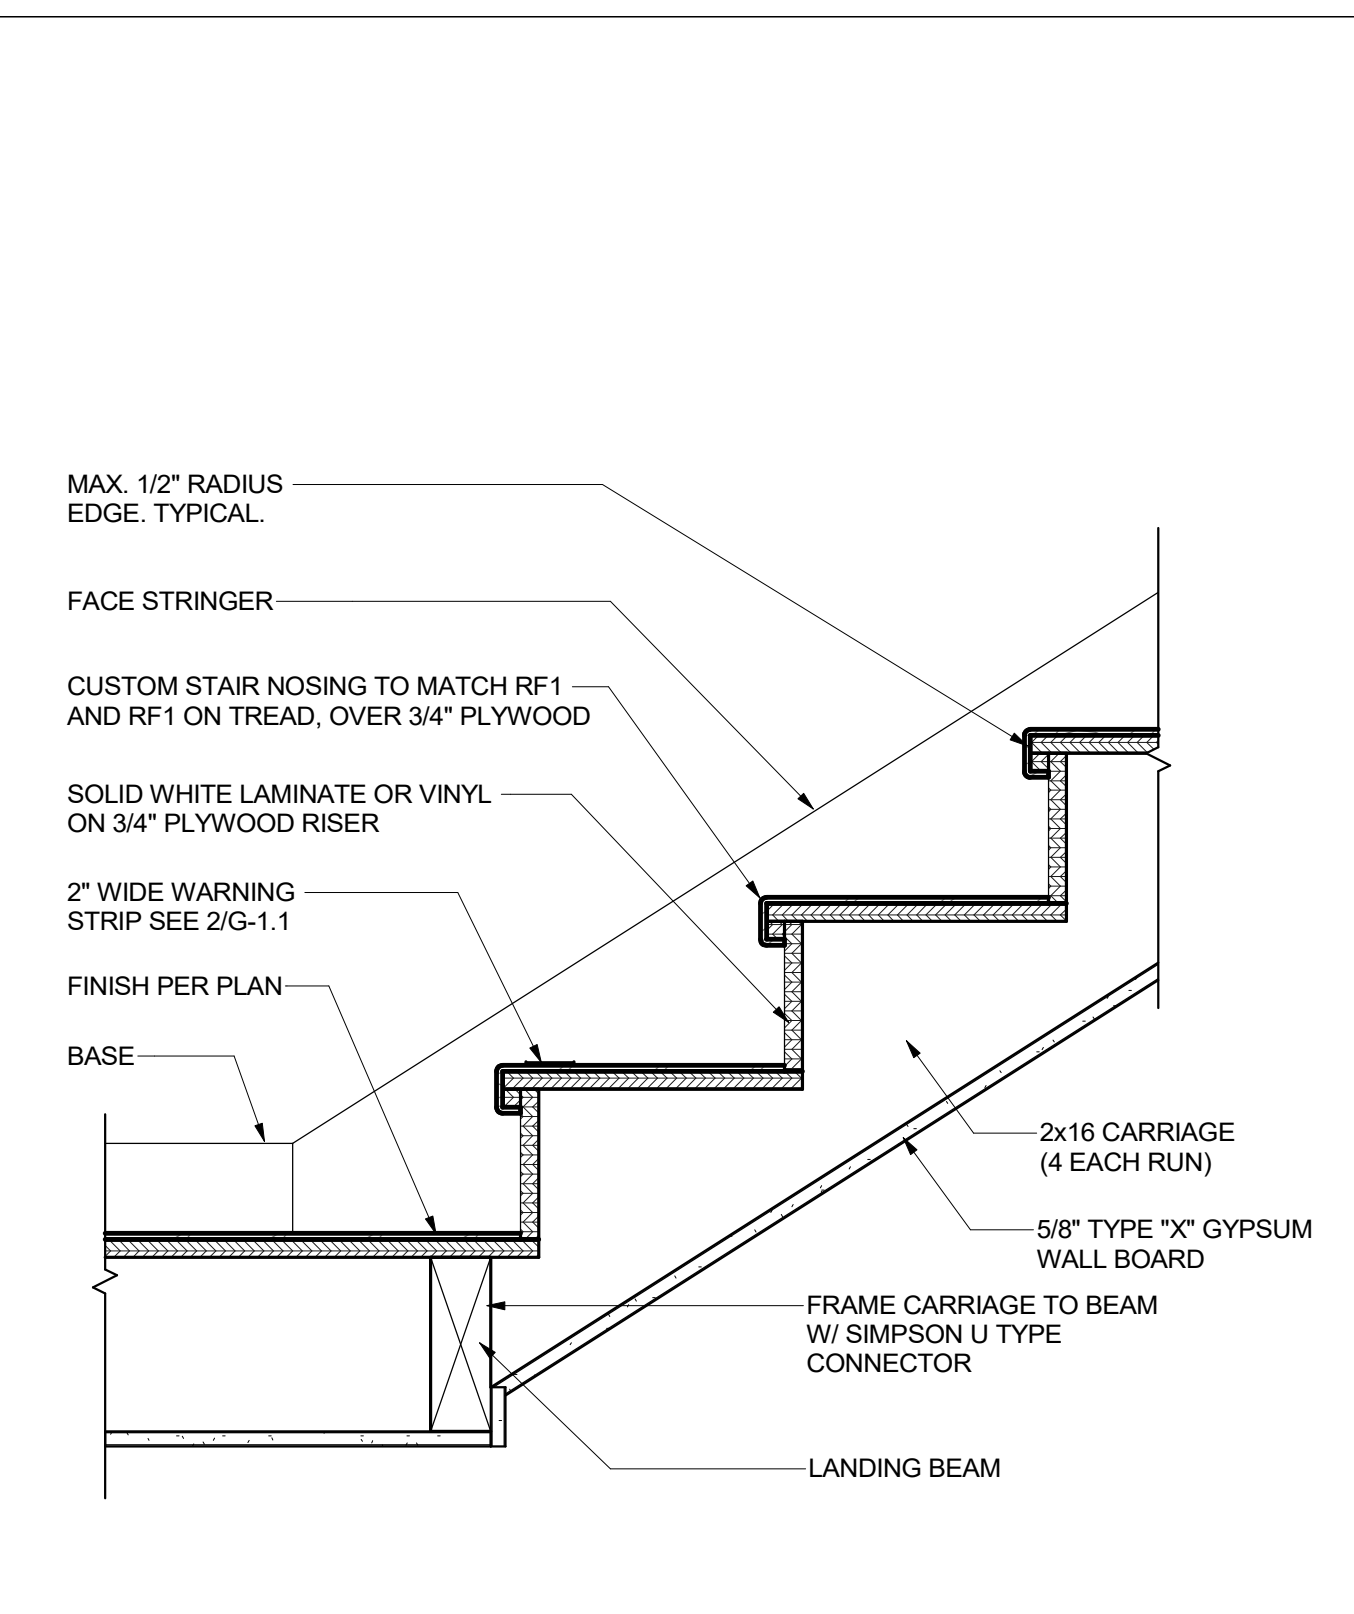 MAX. 1/2" RADIUS
EDGE. TYPICAL.
FACE STRINGER
CUSTOM STAIR NOSING TO MATCH RF1
AND RF1 ON TREAD, OVER 3/4" PLYWOOD
SOLID WHITE LAMINATE OR VINYL
ON 3/4" PLYWOOD RISER
2" WIDE WARNING
STRIP SEE 2/G-1.1
FINISH PER PLAN
BASE
2x16 CARRIAGE
(4 EACH RUN)
5/8" TYPE "X" GYPSUM
WALL BOARD
FRAME CARRIAGE TO BEAM
W/ SIMPSON U TYPE
CONNECTOR
LANDING BEAM